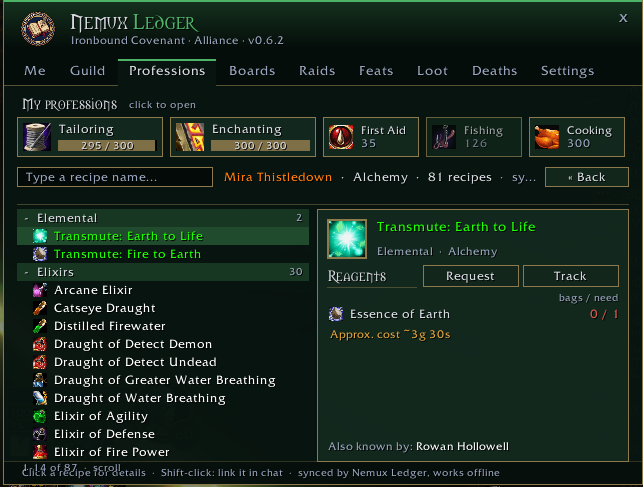 Nemux Ledger
Ironbound Covenant · Alliance · v0.6.2
x
Me Guild Professions Boards Raids Feats Loot Deaths Settings
My professions click to open
Tailoring
295 / 300
Enchanting
300 / 300
First Aid
35
Fishing
126
Cooking
300
Type a recipe name...
Mira Thistledown · Alchemy · 81 recipes · sy...
« Back
- Elemental 2
Transmute: Earth to Life
Transmute: Fire to Earth
- Elixirs 30
Arcane Elixir
Catseye Draught
Distilled Firewater
Draught of Detect Demon
Draught of Detect Undead
Draught of Greater Water Breathing
Draught of Water Breathing
Elixir of Agility
Elixir of Defense
Elixir of Fire Power
Transmute: Earth to Life
Elemental · Alchemy
Reagents
Request
Track
bags / need
Essence of Earth 0 / 1
Approx. cost ~3g 30s
Also known by: Rowan Hollowell
1-14 of 87 · scroll
Click a recipe for details · Shift-click: link it in chat · synced by Nemux Ledger, works offline